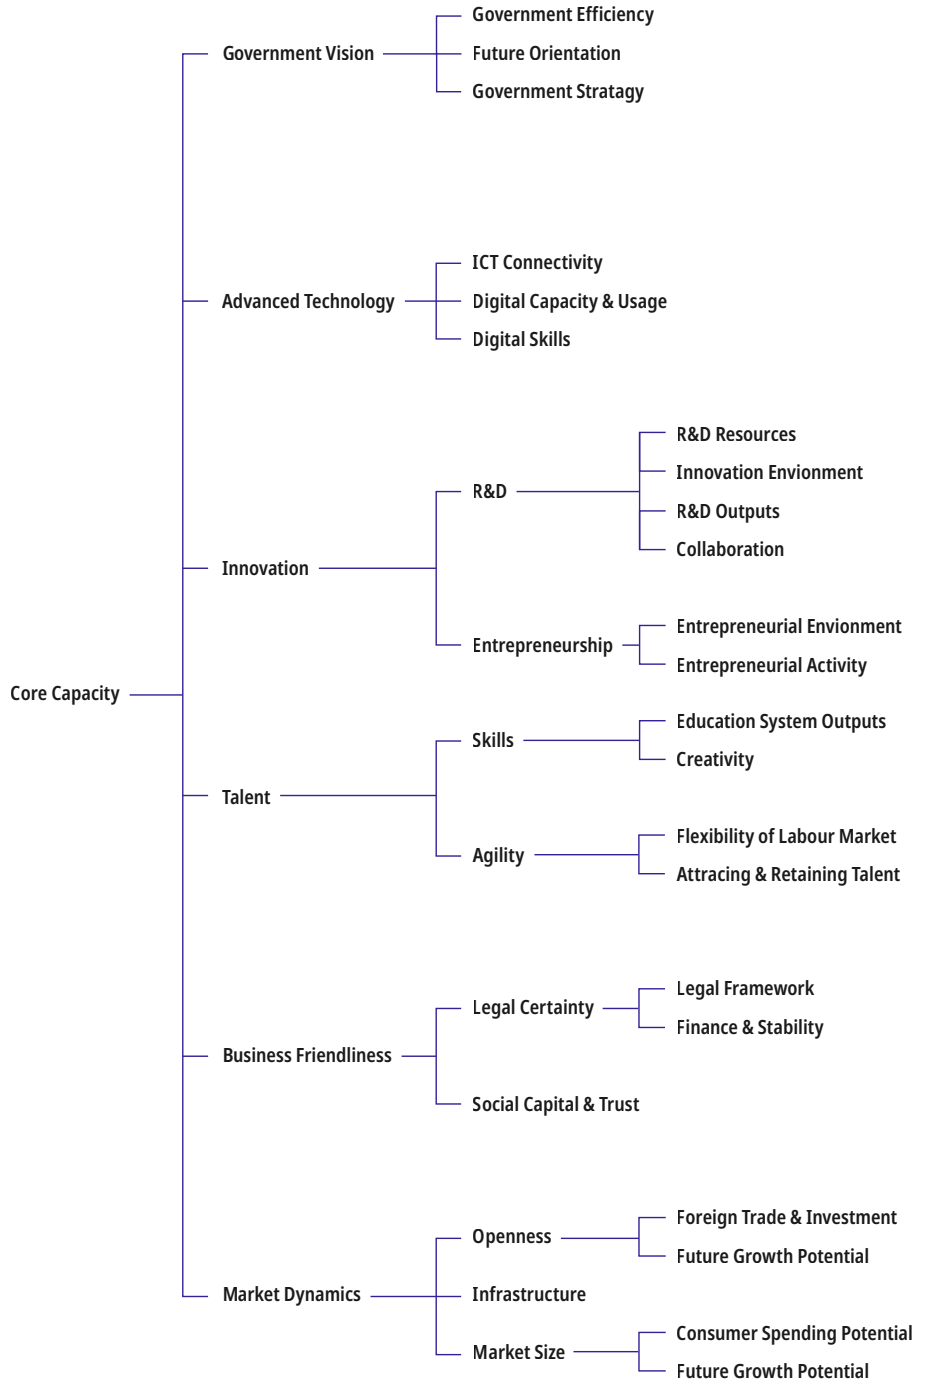 Core Capacity
Government Vision
Government Efficiency
Future Orientation
Government Stratagy
Advanced Technology
ICT Connectivity
Digital Capacity & Usage
Digital Skills
Innovation
R&D
R&D Resources
Innovation Envionment
R&D Outputs
Collaboration
Entrepreneurship
Entrepreneurial Envionment
Entrepreneurial Activity
Talent
Skills
Education System Outputs
Creativity
Agility
Flexibility of Labour Market
Attracing & Retaining Talent
Business Friendliness
Legal Certainty
Legal Framework
Finance & Stability
Social Capital & Trust
Market Dynamics
Openness
Foreign Trade & Investment
Future Growth Potential
Infrastructure
Market Size
Consumer Spending Potential
Future Growth Potential